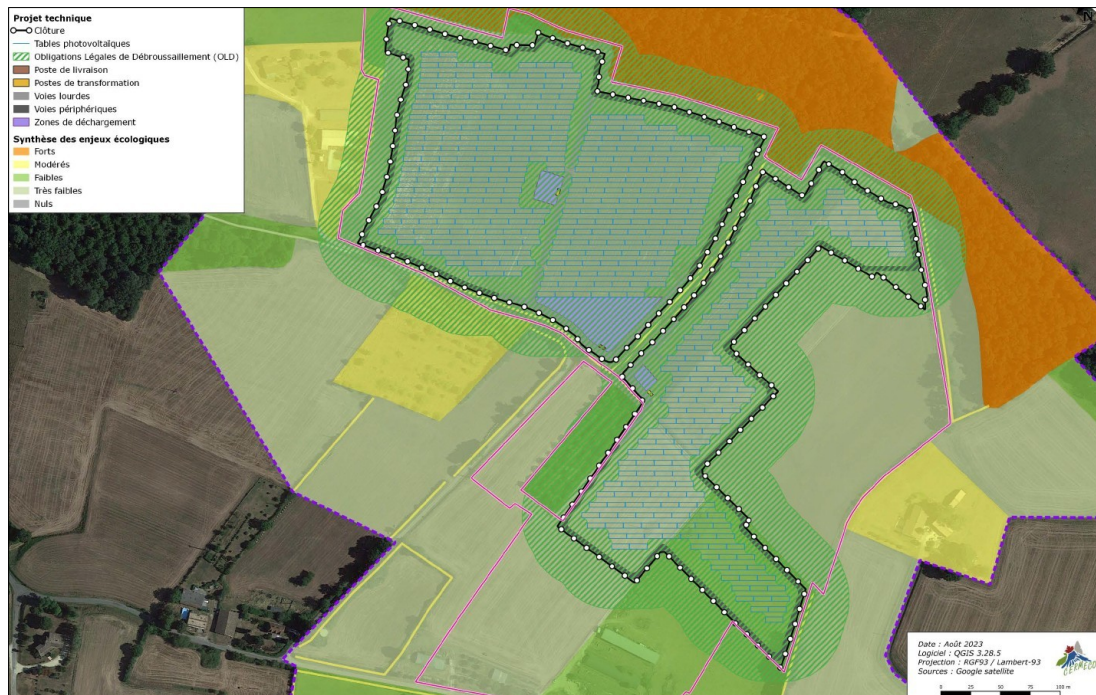 Projet technique
Clôture
Tables photovoltaïques
Obligations Légales de Débroussaillement (OLD)
Poste de livraison
Postes de transformation
Voies lourdes
Voies périphériques
Zones de déchargement
Synthèse des enjeux écologiques
Forts
Modérés
Faibles
Très faibles
Nuls
N
Date : Août 2023
Logiciel : QGIS 3.28.5
Projection : RGF93 / Lambert-93
Sources : Google satellite
CERMECO
0 25 50 75 100 m